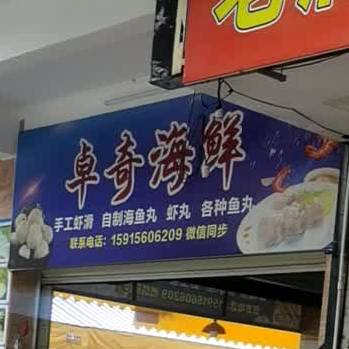 卓奇海鲜
手工虾滑 自制海鱼丸 虾丸 各种鱼丸
联系电话：15915606209 微信同步